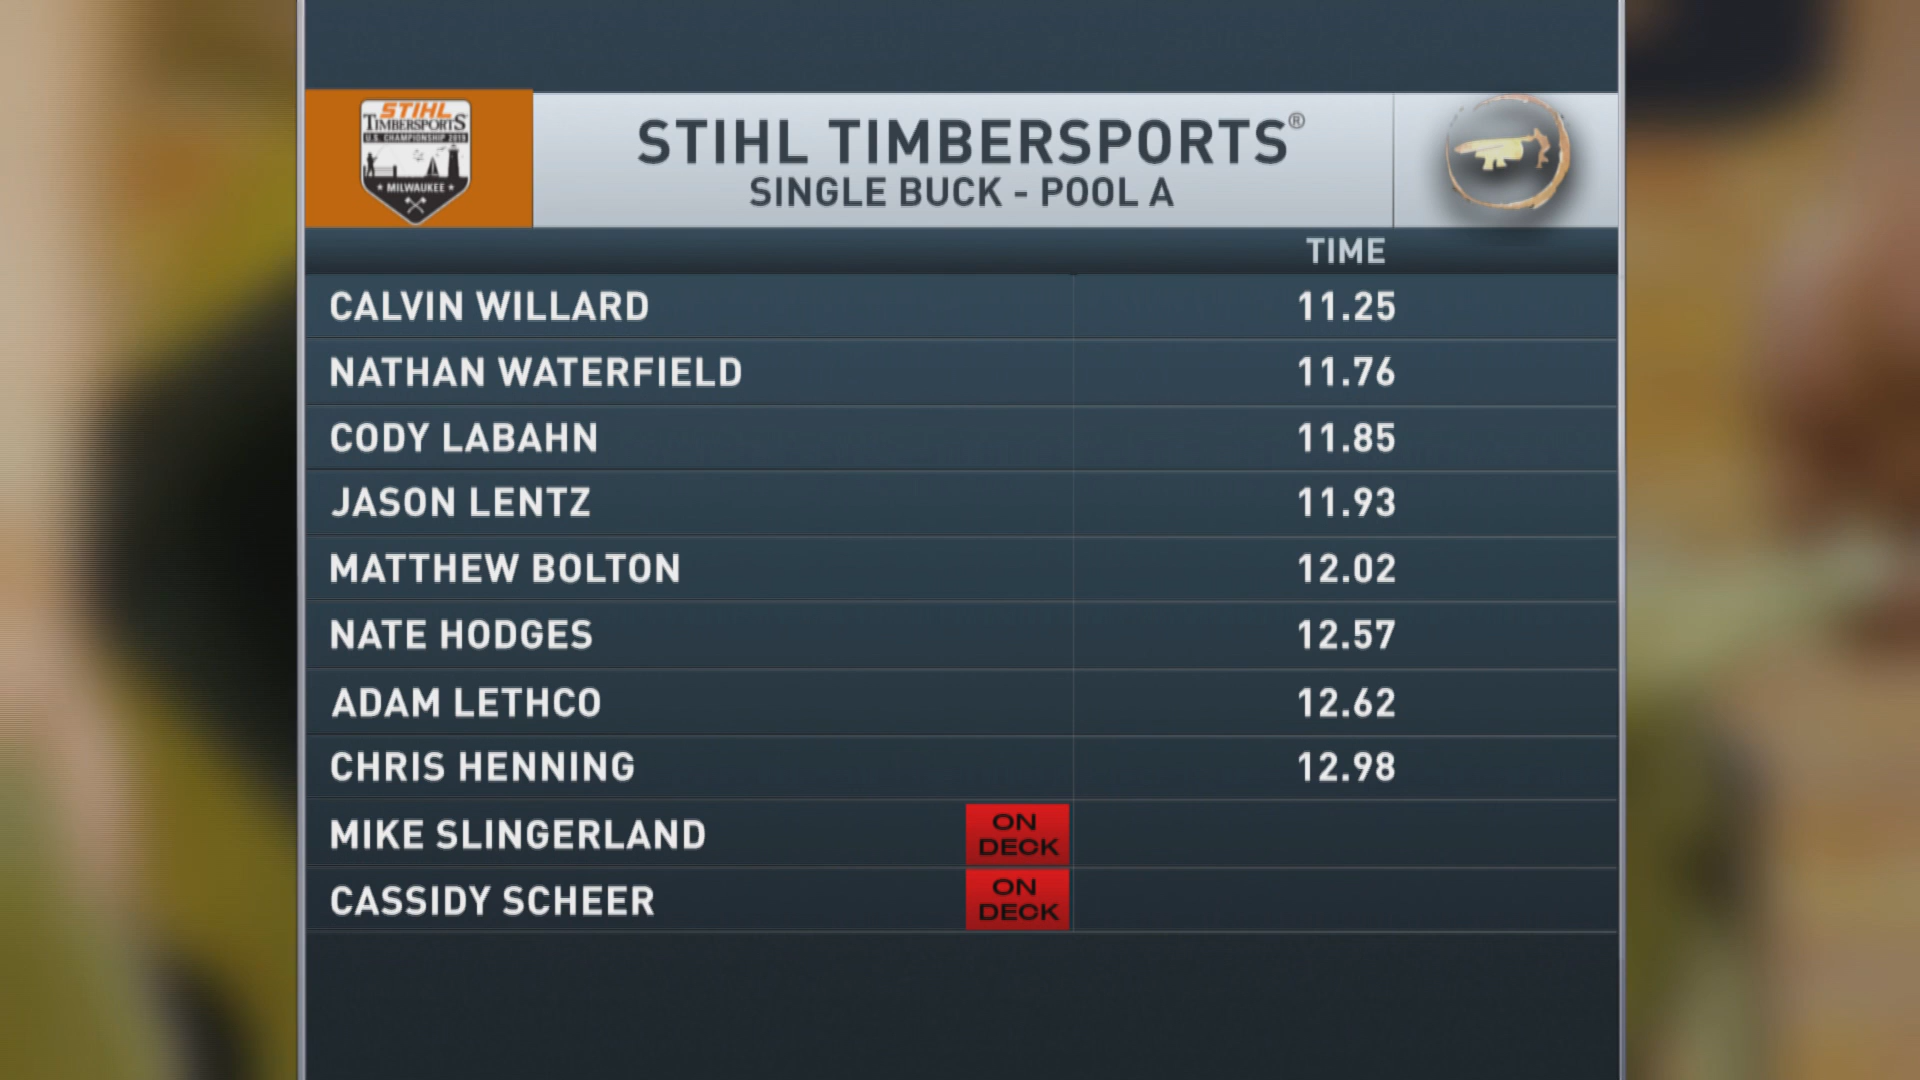 STIHL
TIMBERSPORTS
U.S. CHAMPIONSHIP 2019
★ MILWAUKEE ★
STIHL TIMBERSPORTS®
SINGLE BUCK - POOL A
TIME
CALVIN WILLARD 11.25
NATHAN WATERFIELD 11.76
CODY LABAHN 11.85
JASON LENTZ 11.93
MATTHEW BOLTON 12.02
NATE HODGES 12.57
ADAM LETHCO 12.62
CHRIS HENNING 12.98
MIKE SLINGERLAND ON DECK
CASSIDY SCHEER ON DECK